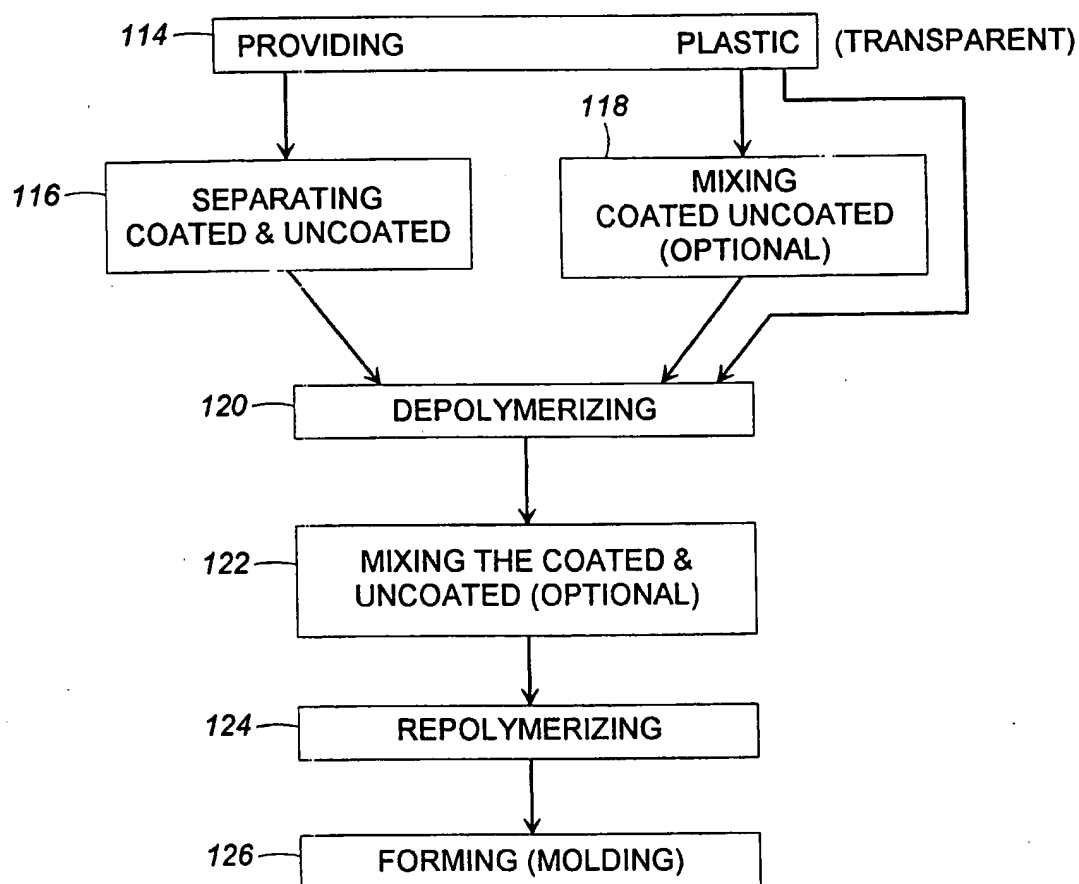 114 PROVIDING PLASTIC (TRANSPARENT)
118
116
SEPARATING
COATED & UNCOATED
MIXING
COATED UNCOATED
(OPTIONAL)
120 DEPOLYMERIZING
122
MIXING THE COATED &
UNCOATED (OPTIONAL)
124 REPOLYMERIZING
126 FORMING (MOLDING)